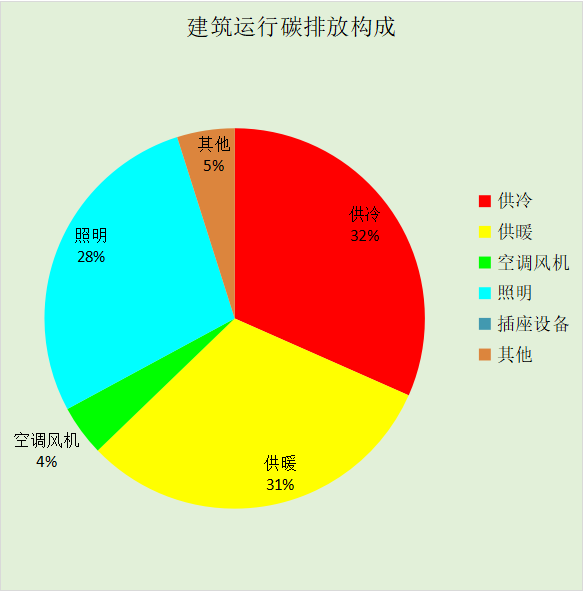 建筑运行碳排放构成
其他
5%
供冷
32%
照明
28%
空调风机
4%
供暖
31%
供冷
供暖
空调风机
照明
插座设备
其他